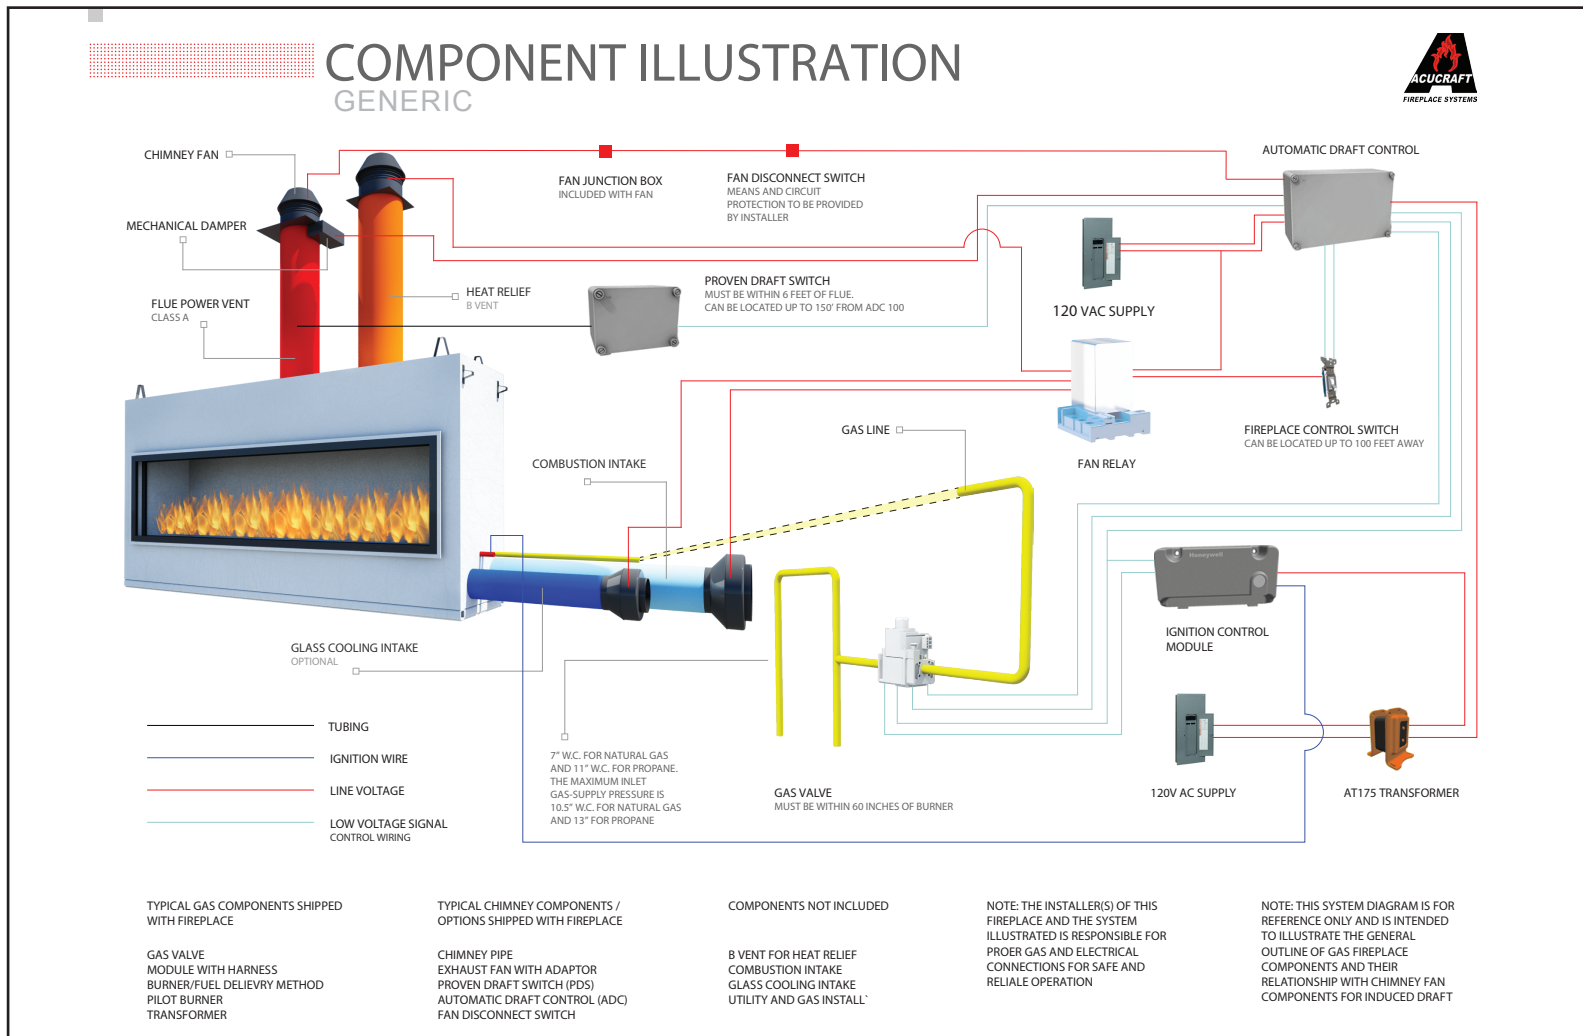 COMPONENT ILLUSTRATION
GENERIC
ACUCRAFT
FIREPLACE SYSTEMS
CHIMNEY FAN
MECHANICAL DAMPER
FLUE POWER VENT
CLASS A
HEAT RELIEF
B VENT
FAN JUNCTION BOX
INCLUDED WITH FAN
FAN DISCONNECT SWITCH
MEANS AND CIRCUIT
PROTECTION TO BE PROVIDED
BY INSTALLER
AUTOMATIC DRAFT CONTROL
PROVEN DRAFT SWITCH
MUST BE WITHIN 6 FEET OF FLUE.
CAN BE LOCATED UP TO 150' FROM ADC 100
120 VAC SUPPLY
FAN RELAY
FIREPLACE CONTROL SWITCH
CAN BE LOCATED UP TO 100 FEET AWAY
GAS LINE
COMBUSTION INTAKE
GLASS COOLING INTAKE
OPTIONAL
Honeywell
IGNITION CONTROL
MODULE
7" W.C. FOR NATURAL GAS
AND 11" W.C. FOR PROPANE.
THE MAXIMUM INLET
GAS-SUPPLY PRESSURE IS
10.5" W.C. FOR NATURAL GAS
AND 13" FOR PROPANE
GAS VALVE
MUST BE WITHIN 60 INCHES OF BURNER
120V AC SUPPLY
AT175 TRANSFORMER
TUBING
IGNITION WIRE
LINE VOLTAGE
LOW VOLTAGE SIGNAL
CONTROL WIRING
TYPICAL GAS COMPONENTS SHIPPED
WITH FIREPLACE
GAS VALVE
MODULE WITH HARNESS
BURNER/FUEL DELIEVRY METHOD
PILOT BURNER
TRANSFORMER
TYPICAL CHIMNEY COMPONENTS /
OPTIONS SHIPPED WITH FIREPLACE
CHIMNEY PIPE
EXHAUST FAN WITH ADAPTOR
PROVEN DRAFT SWITCH (PDS)
AUTOMATIC DRAFT CONTROL (ADC)
FAN DISCONNECT SWITCH
COMPONENTS NOT INCLUDED
B VENT FOR HEAT RELIEF
COMBUSTION INTAKE
GLASS COOLING INTAKE
UTILITY AND GAS INSTALL`
NOTE: THE INSTALLER(S) OF THIS
FIREPLACE AND THE SYSTEM
ILLUSTRATED IS RESPONSIBLE FOR
PROER GAS AND ELECTRICAL
CONNECTIONS FOR SAFE AND
RELIALE OPERATION
NOTE: THIS SYSTEM DIAGRAM IS FOR
REFERENCE ONLY AND IS INTENDED
TO ILLUSTRATE THE GENERAL
OUTLINE OF GAS FIREPLACE
COMPONENTS AND THEIR
RELATIONSHIP WITH CHIMNEY FAN
COMPONENTS FOR INDUCED DRAFT